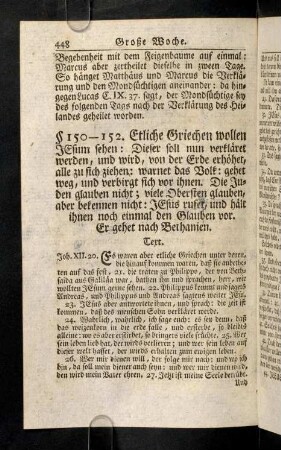 448 Große Woche.
Begebenheit mit dem Feigenbaume auf einmal:
Marcus aber zertheilet dieselbe in zween Tage.
So hänget Matthäus und Marcus die Verklä-
rung und den Mondsüchtigen aneinander: da hin-
gegen Lucas C. IX. 37. sagt, der Mondsüchtige sey
des folgenden Tags nach der Verklärung des Hei-
landes geheilet worden.
§ 150—152. Etliche Griechen wollen
JEsum sehen: Dieser soll nun verkläret
werden, und wird, von der Erde erhöhet,
alle zu sich ziehen: warnet das Volk: gehet
weg, und verbirgt sich vor ihnen. Die Ju-
den glauben nicht; viele Obersten glauben,
aber bekennen nicht: JEsus rufet und hält
ihnen noch einmal den Glauben vor.
Er gehet nach Bethanien.
Text.
Joh. XII. 20. Es waren aber etliche Griechen unter denen,
die hinauf kommen waren, daß sie anbethe-
ten auf das fest, 21. die traten zu Philippus, der von Beth-
saida aus Galiläa war, bathen ihn und sprachen, herr, wir
wollten JEsum gerne sehen. 22. Philippus kommt und sagets
Andreas, und Philippus und Andreas sagtens weiter JEsu.
23. JEsus aber antwortete ihnen, und sprach: die zeit ist
kommen, daß des menschen Sohn verkläret werde.
24. Wahrlich, wahrlich, ich sage euch: es sey denn, daß
das weizenkorn in die erde falle, und ersterbe, so bleibts
alleine: wo es aber erstirbet, so bringets viele früchte. 25. Wer
sein leben lieb hat, der wirds verlieren; und wer sein leben auf
dieser welt hasset, der wirds erhalten zum ewigen leben.
26. Wer mir dienen will, der folge mir nach: und wo ich
bin, da soll mein diener auch seyn: und wer mir dienen wird,
den wird mein Vater ehren. 27. Jetzt ist meine Seele betrübt.
Und